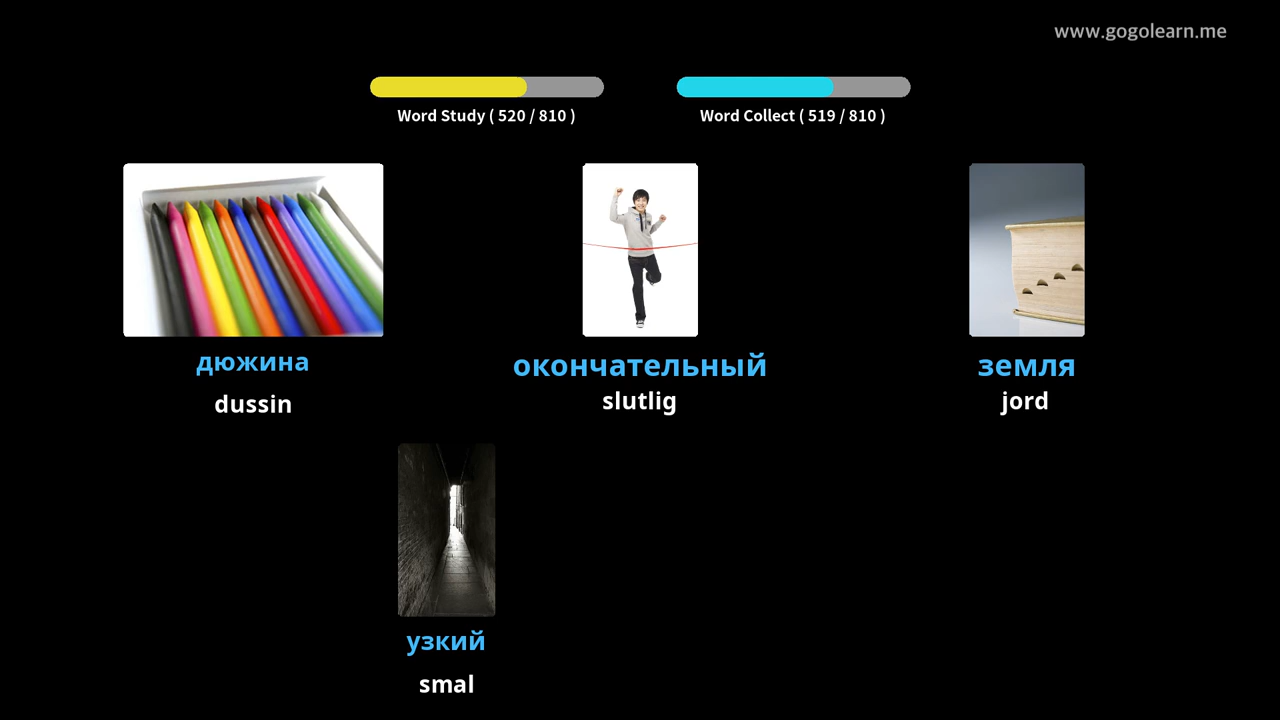 www.gogolearn.me
Word Study ( 520 / 810 )
Word Collect ( 519 / 810 )
дюжина
dussin
окончательный
slutlig
земля
jord
узкий
smal